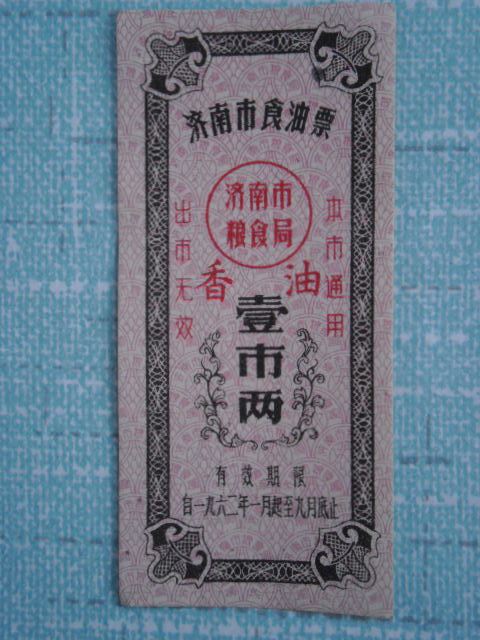 济南市食油票
济南市
粮食局
本市通用
出市无效
香油
壹市两
有效期限
自一九六二年一月起至九月底止